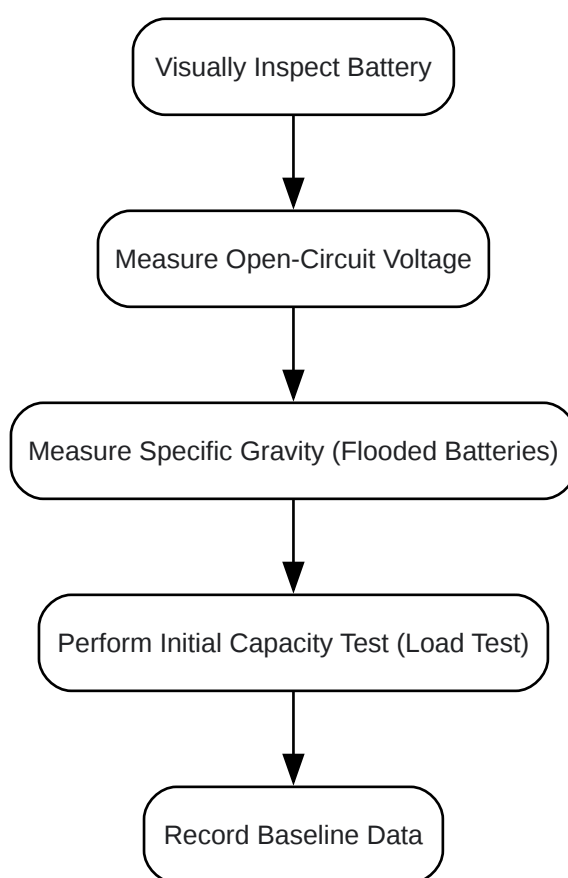 Visually Inspect Battery
Measure Open-Circuit Voltage
Measure Specific Gravity (Flooded Batteries)
Perform Initial Capacity Test (Load Test)
Record Baseline Data